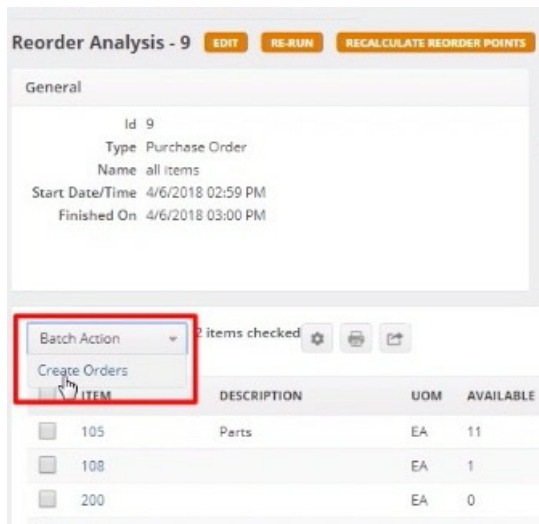 Reorder Analysis - 9 EDIT RE-RUN RECALCULATE REORDER POINTS
General
Id 9
Type Purchase Order
Name all items
Start Date/Time 4/6/2018 02:59 PM
Finished On 4/6/2018 03:00 PM
Batch Action 2 items checked
Create Orders
ITEM DESCRIPTION UOM AVAILABLE
105 Parts EA 11
108 EA 1
200 EA 0